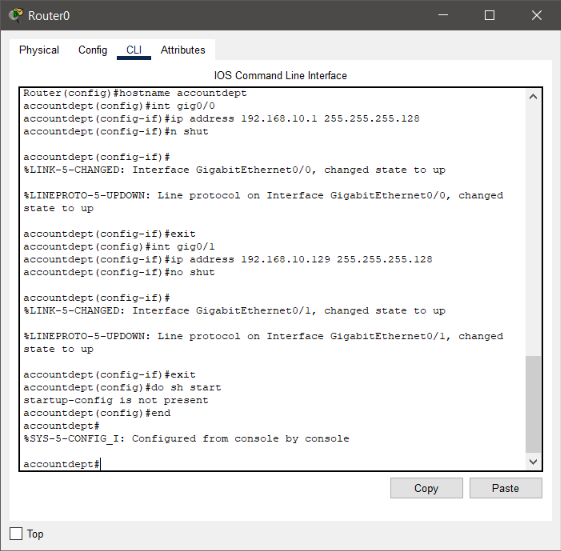 Router0
Physical Config CLI Attributes
IOS Command Line Interface
Router(config)#hostname accountdept
accountdept(config)#int gig0/0
accountdept(config-if)#ip address 192.168.10.1 255.255.255.128
accountdept(config-if)#n shut
accountdept(config-if)#
%LINK-5-CHANGED: Interface GigabitEthernet0/0, changed state to up
%LINEPROTO-5-UPDOWN: Line protocol on Interface GigabitEthernet0/0, changed
state to up
accountdept(config-if)#exit
accountdept(config)#int gig0/1
accountdept(config-if)#ip address 192.168.10.129 255.255.255.128
accountdept(config-if)#no shut
accountdept(config-if)#
%LINK-5-CHANGED: Interface GigabitEthernet0/1, changed state to up
%LINEPROTO-5-UPDOWN: Line protocol on Interface GigabitEthernet0/1, changed
state to up
accountdept(config-if)#exit
accountdept(config)#do sh start
startup-config is not present
accountdept(config)#end
accountdept#
%SYS-5-CONFIG_I: Configured from console by console
accountdept#
Copy Paste
Top